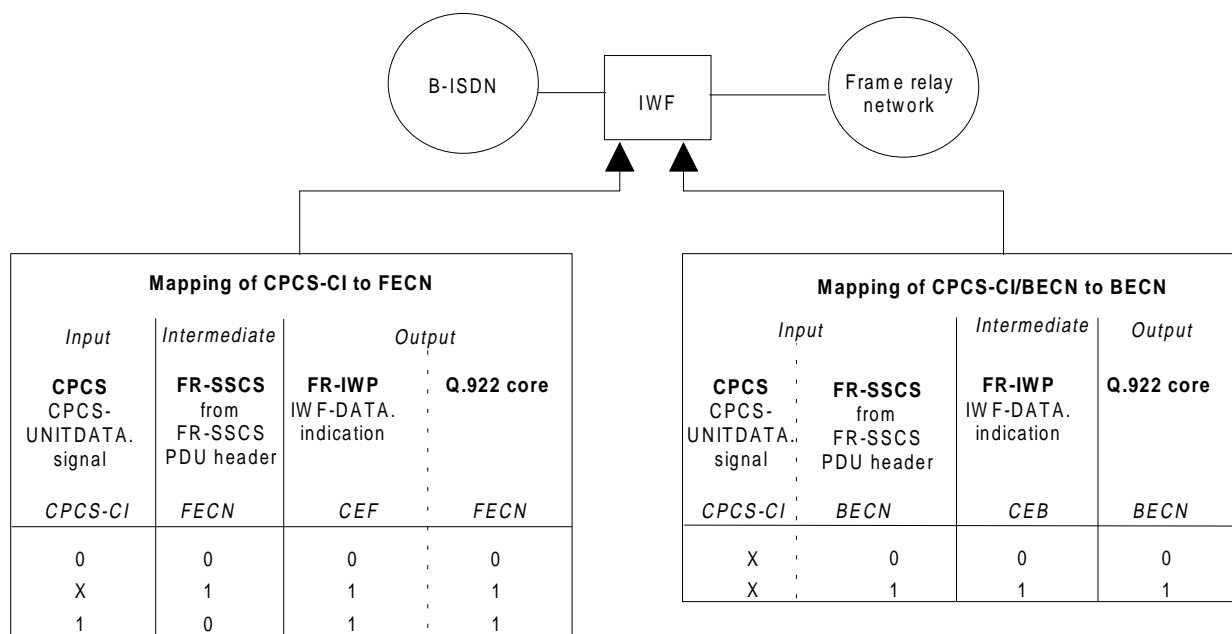 B-ISDN
IWF
Frame relay
network
Mapping of CPCS-CI to FECN
Input Intermediate Output
CPCS FR-SSCS FR-IWP Q.922 core
CPCS- from IWF-DATA.
UNITDATA. FR-SSCS indication
signal PDU header
CPCS-CI FECN CEF FECN
0 0 0 0
X 1 1 1
1 0 1 1
Mapping of CPCS-CI/BECN to BECN
Input Intermediate Output
CPCS FR-SSCS FR-IWP Q.922 core
CPCS- from IWF-DATA.
UNITDATA. FR-SSCS indication
signal PDU header
CPCS-CI BECN CEB BECN
X 0 0 0
X 1 1 1